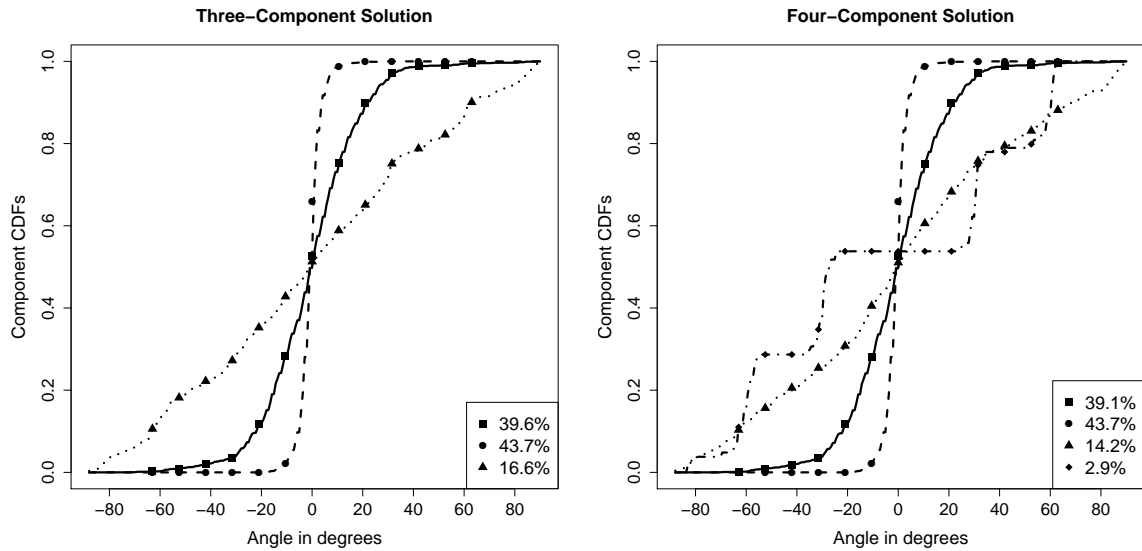 Three−Component Solution
Component CDFs
1.0
0.8
0.6
0.4
0.2
0.0
−80 −60 −40 −20 0 20 40 60 80
Angle in degrees
39.6%
43.7%
16.6%
Four−Component Solution
Component CDFs
1.0
0.8
0.6
0.4
0.2
0.0
−80 −60 −40 −20 0 20 40 60 80
Angle in degrees
39.1%
43.7%
14.2%
2.9%